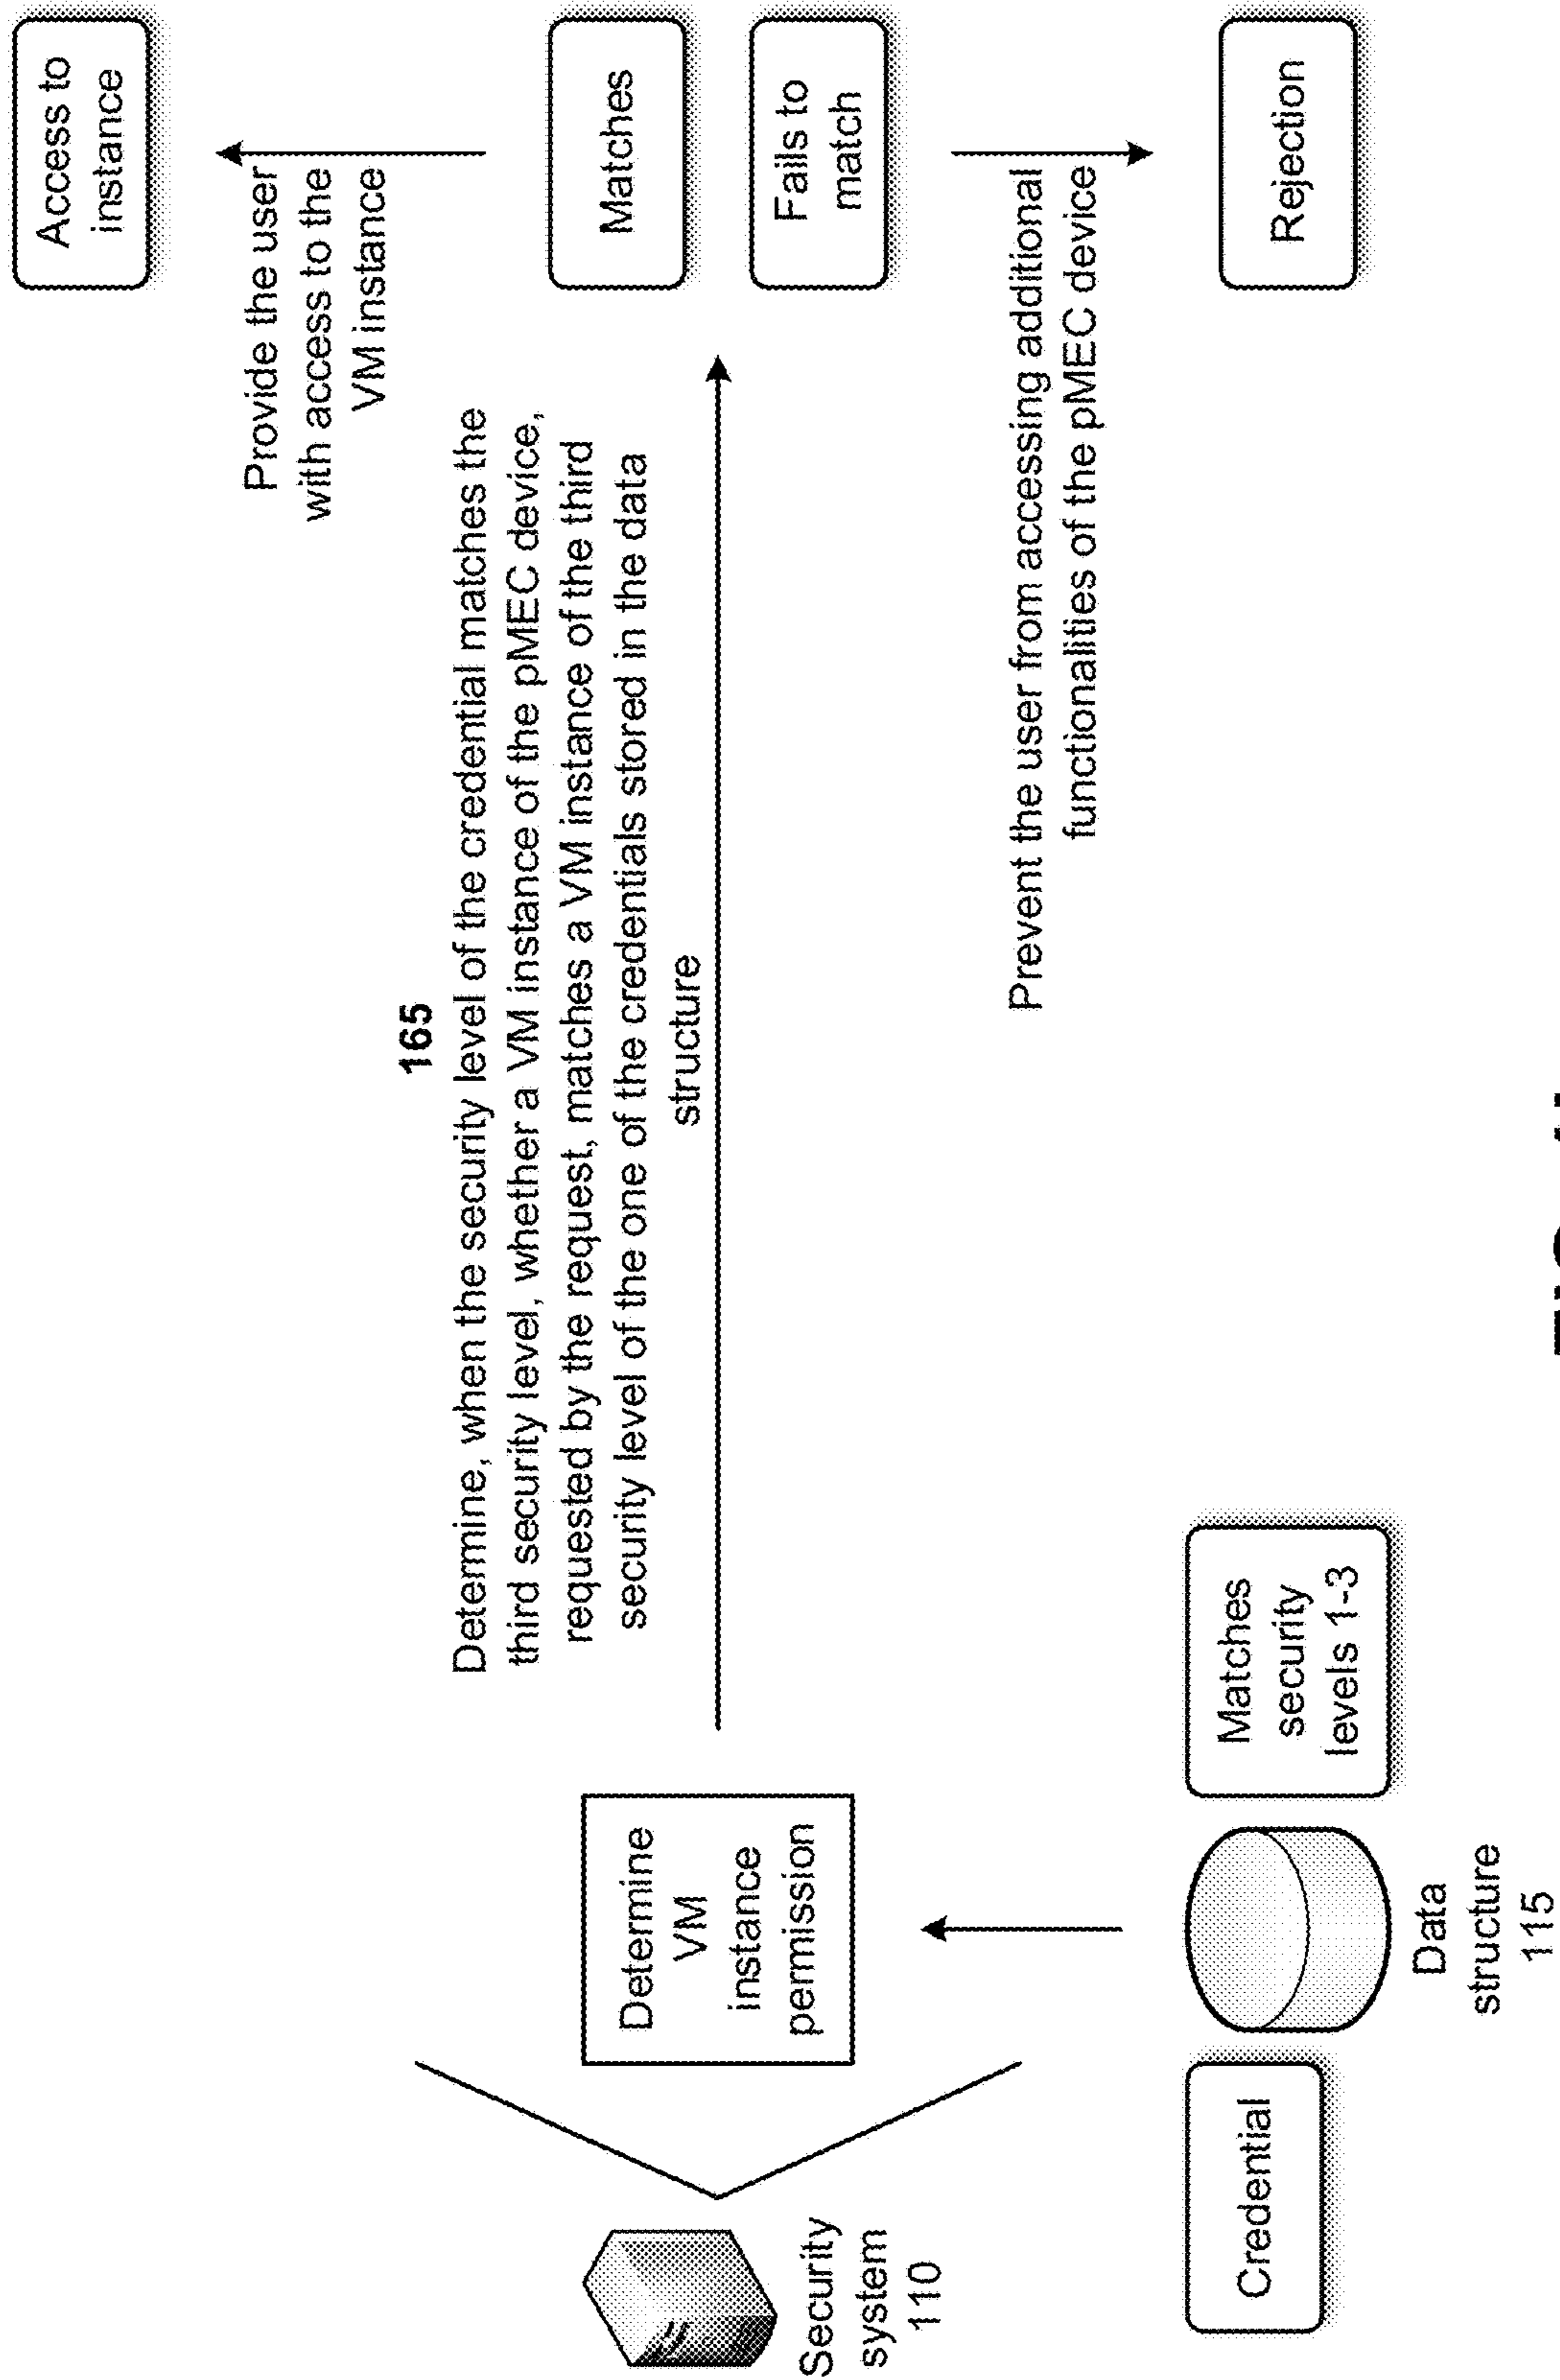 Security
system
110
Determine
VM
instance
permission
Credential
Data
structure
115
Matches
security
levels 1-3
165
Determine, when the security level of the credential matches the
third security level, whether a VM instance of the pMEC device,
requested by the request, matches a VM instance of the third
security level of the one of the credentials stored in the data
structure
Access to
instance
Provide the user
with access to the
VM instance
Matches
Fails to
match
Prevent the user from accessing additional
functionalities of the pMEC device
Rejection